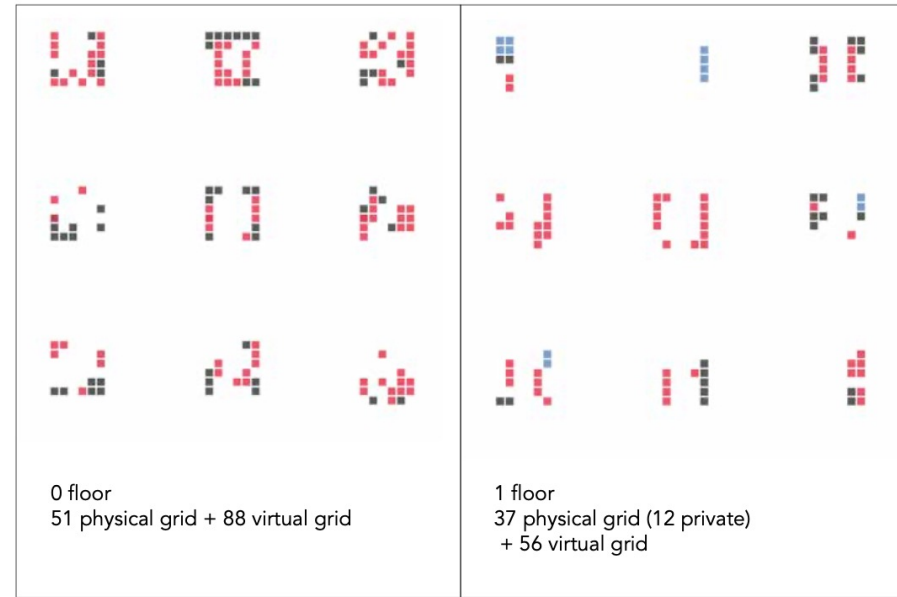 0 floor
51 physical grid + 88 virtual grid
1 floor
37 physical grid (12 private)
+ 56 virtual grid